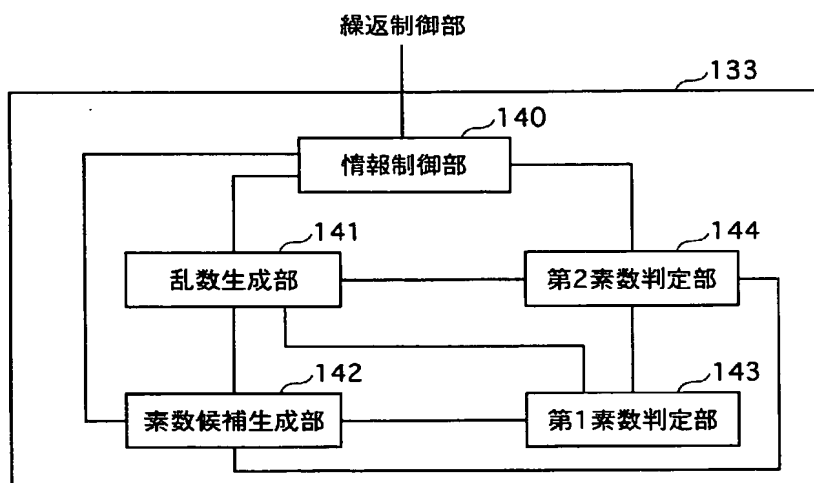 繰返制御部
133
140
情報制御部
141
乱数生成部
144
第2素数判定部
142
素数候補生成部
143
第1素数判定部